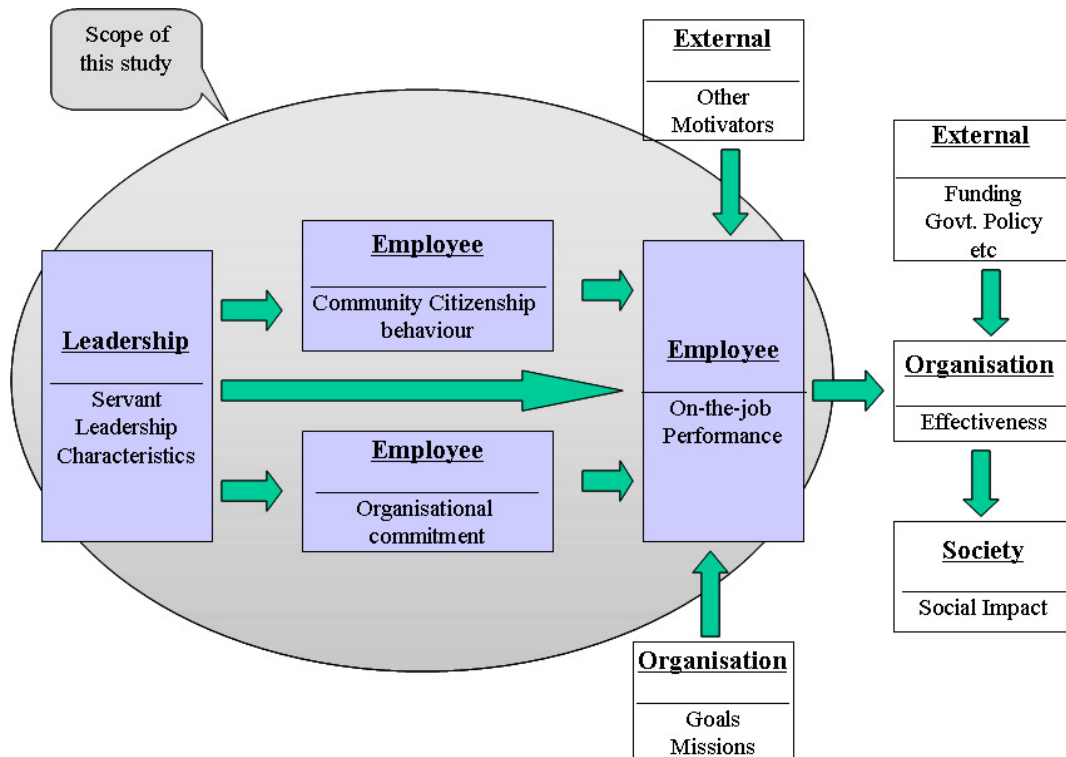 Scope of
this study
External
Other
Motivators
External
Funding
Govt. Policy
etc
Leadership
Servant
Leadership
Characteristics
Employee
Community Citizenship
behaviour
Employee
Organisational
commitment
Employee
On-the-job
Performance
Organisation
Effectiveness
Society
Social Impact
Organisation
Goals
Missions